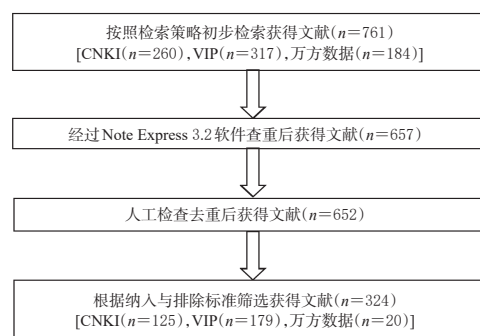 按照检索策略初步检索获得文献(n=761)
[CNKI(n=260),VIP(n=317),万方数据(n=184)]
经过Note Express 3.2软件查重后获得文献(n=657)
人工检查去重后获得文献(n=652)
根据纳入与排除标准筛选获得文献(n=324)
[CNKI(n=125),VIP(n=179),万方数据(n=20)]